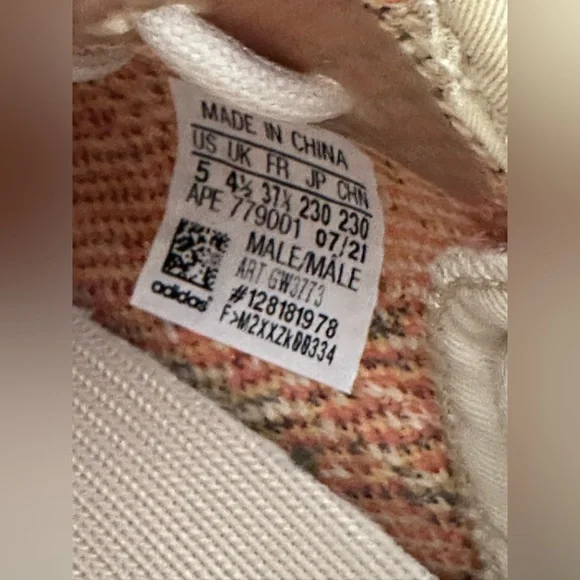 MADE IN CHINA
US UK FR JP CHN
5 4½ 37⅓ 230 230
APE 779001 07/21
MALE/MALE
ART GW3773
#128181978
F>M2XXZk00334
adidas